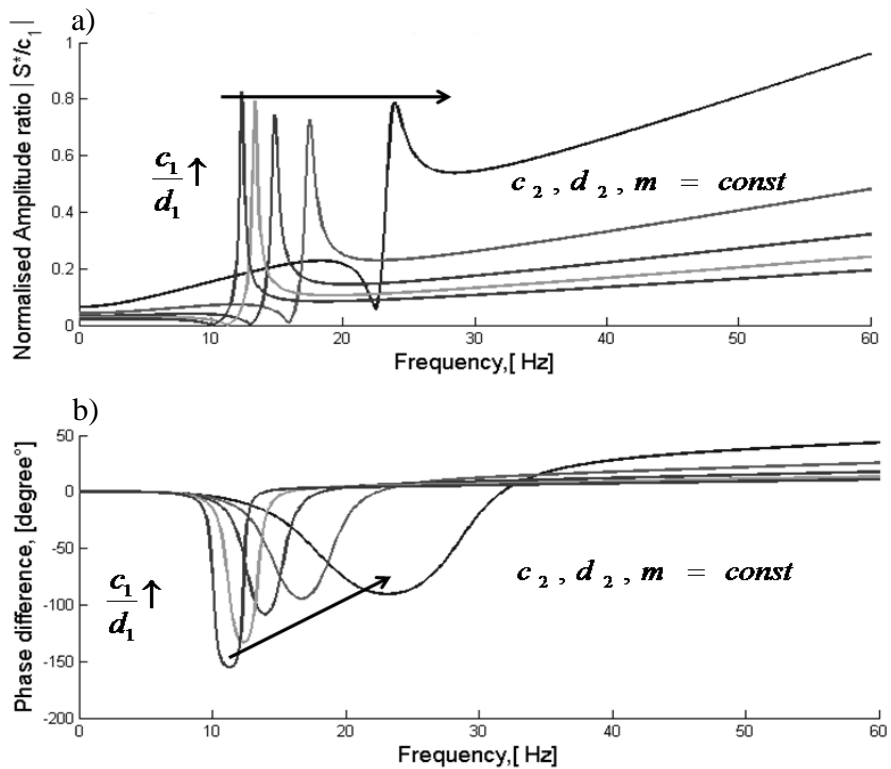 a)
Normalised Amplitude ratio | S*/c₁|
1
0.8
0.6
0.4
0.2
0
c₁/d₁ ↑
c₂ , d₂ , m = const
0 10 20 30 40 50 60
Frequency,[ Hz]
b)
Phase difference, [degree°]
50
0
-50
-100
-150
-200
c₁/d₁ ↑
c₂ , d₂ , m = const
0 10 20 30 40 50 60
Frequency,[ Hz]